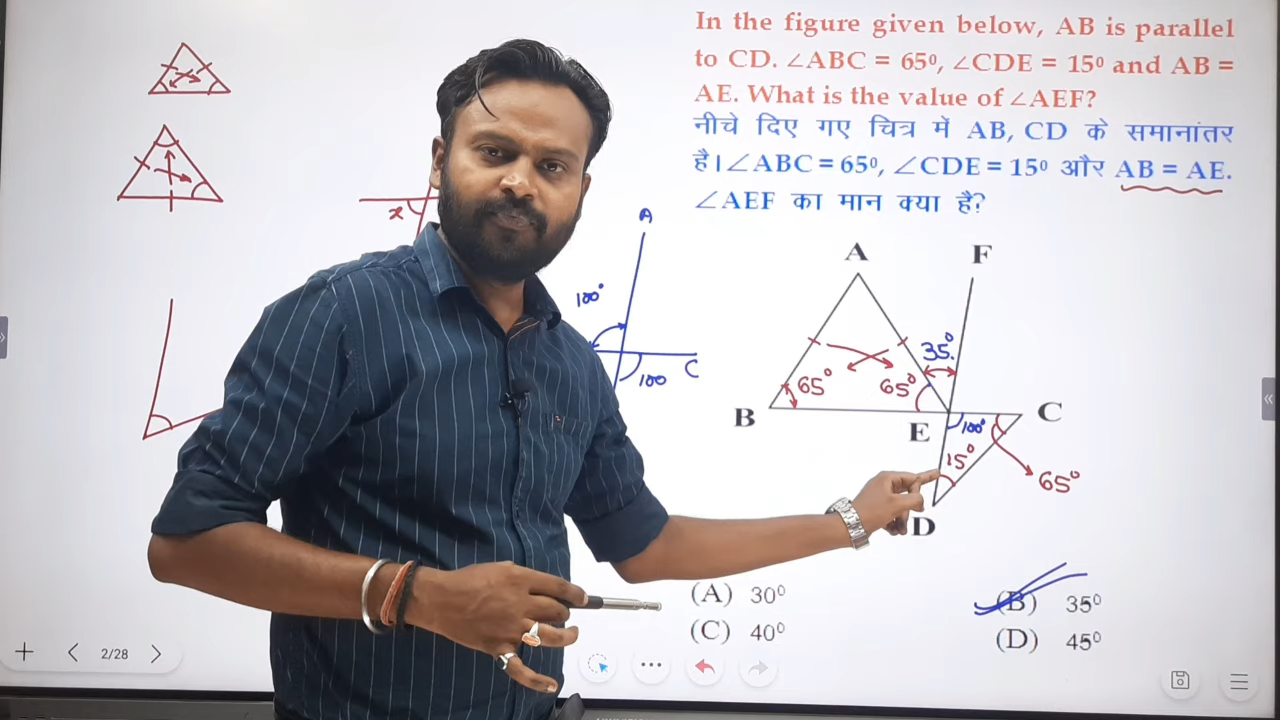 In the figure given below, AB is parallel
to CD. ∠ABC = 65⁰, ∠CDE = 15⁰ and AB =
AE. What is the value of ∠AEF?
नीचे दिए गए चित्र में AB, CD के समानांतर
है। ∠ABC = 65⁰, ∠CDE = 15⁰ और AB = AE.
∠AEF का मान क्या है?
x
A
100°
100
C
A
F
35°
65°
65°
B
E
100°
C
15°
65°
D
(A) 30⁰
(B) 35⁰
(C) 40⁰
(D) 45⁰
2/28